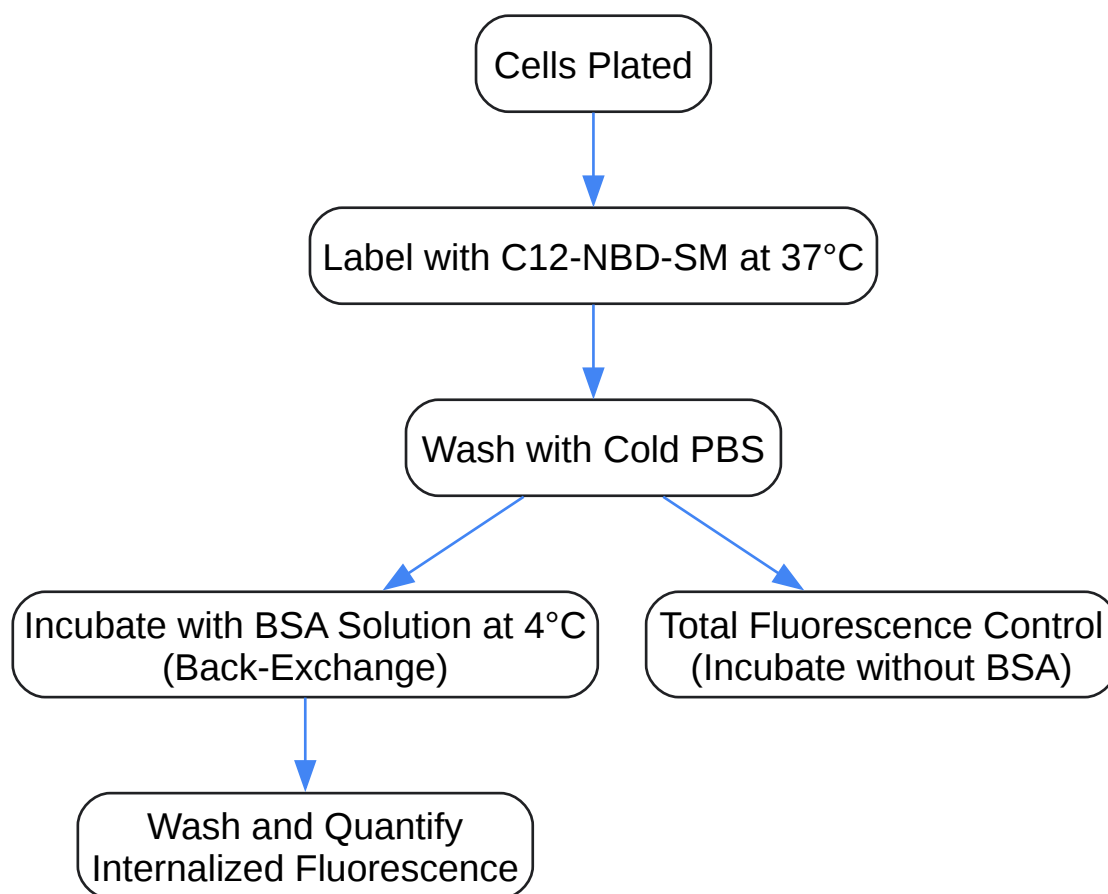 Cells Plated
Label with C12-NBD-SM at 37°C
Wash with Cold PBS
Incubate with BSA Solution at 4°C
(Back-Exchange)
Total Fluorescence Control
(Incubate without BSA)
Wash and Quantify
Internalized Fluorescence